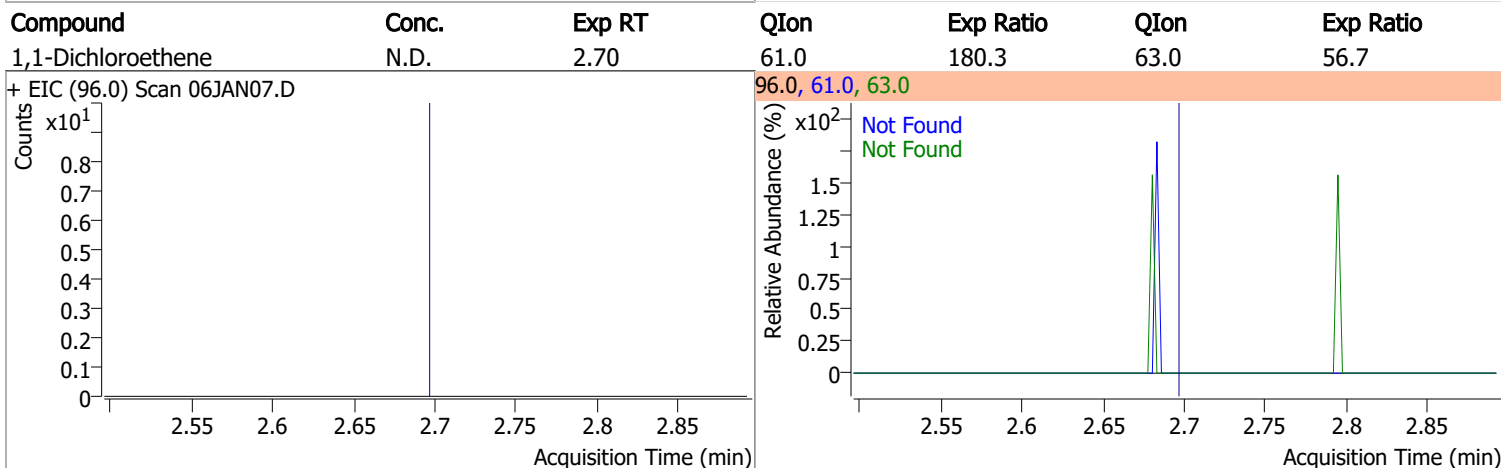 Compound Conc. Exp RT QIon Exp Ratio QIon Exp Ratio
1,1-Dichloroethene N.D. 2.70 61.0 180.3 63.0 56.7
+ EIC (96.0) Scan 06JAN07.D
Counts
x101
0.8
0.7
0.6
0.5
0.4
0.3
0.2
0.1
0
2.55 2.6 2.65 2.7 2.75 2.8 2.85
Acquisition Time (min)
96.0, 61.0, 63.0
Relative Abundance (%)
x102
Not Found
Not Found
1.5
1.25
1
0.75
0.5
0.25
0
2.55 2.6 2.65 2.7 2.75 2.8 2.85
Acquisition Time (min)